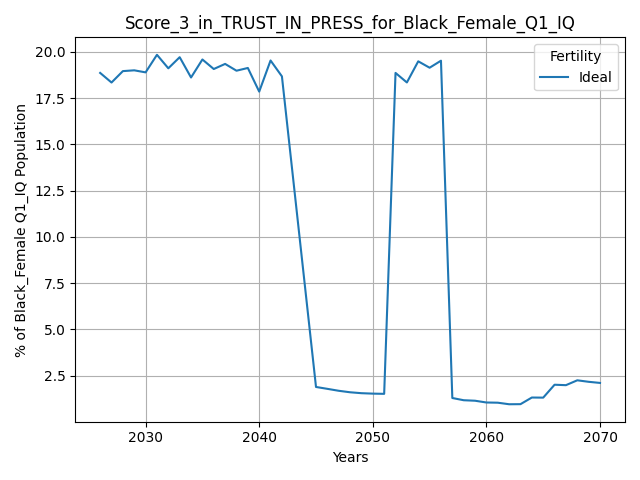 Score_3_in_TRUST_IN_PRESS_for_Black_Female_Q1_IQ
% of Black_Female Q1_IQ Population
20.0
17.5
15.0
12.5
10.0
7.5
5.0
2.5
Fertility
Ideal
2030
2040
2050
2060
2070
Years